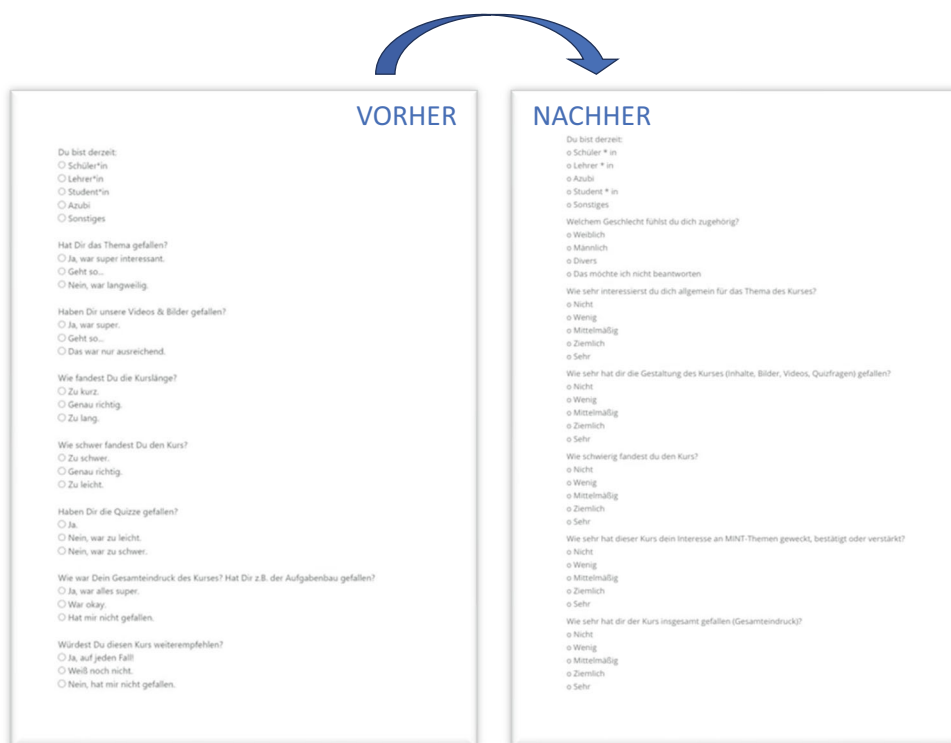 VORHER
Du bist derzeit:
Schüler*in
Lehrer*in
Student*in
Azubi
Sonstiges
Hat Dir das Thema gefallen?
Ja, war super interessant.
Geht so...
Nein, war langweilig.
Haben Dir unsere Videos & Bilder gefallen?
Ja, war super.
Geht so...
Das war nur ausreichend.
Wie fandest Du die Kurslänge?
Zu kurz.
Genau richtig.
Zu lang.
Wie schwer fandest Du den Kurs?
Zu schwer.
Genau richtig.
Zu leicht.
Haben Dir die Quizze gefallen?
Ja.
Nein, war zu leicht.
Nein, war zu schwer.
Wie war Dein Gesamteindruck des Kurses? Hat Dir z.B. der Aufgabenbau gefallen?
Ja, war alles super.
War okay.
Hat mir nicht gefallen.
Würdest Du diesen Kurs weiterempfehlen?
Ja, auf jeden Fall!
Weiß noch nicht.
Nein, hat mir nicht gefallen.
NACHHER
Du bist derzeit:
o Schüler * in
o Lehrer * in
o Azubi
o Student * in
o Sonstiges
Welchem Geschlecht fühlst du dich zugehörig?
o Weiblich
o Männlich
o Divers
o Das möchte ich nicht beantworten
Wie sehr interessierst du dich allgemein für das Thema des Kurses?
o Nicht
o Wenig
o Mittelmäßig
o Ziemlich
o Sehr
Wie sehr hat dir die Gestaltung des Kurses (Inhalte, Bilder, Videos, Quizfragen) gefallen?
o Nicht
o Wenig
o Mittelmäßig
o Ziemlich
o Sehr
Wie schwierig fandest du den Kurs?
o Nicht
o Wenig
o Mittelmäßig
o Ziemlich
o Sehr
Wie sehr hat dieser Kurs dein Interesse an MINT-Themen geweckt, bestätigt oder verstärkt?
o Nicht
o Wenig
o Mittelmäßig
o Ziemlich
o Sehr
Wie sehr hat dir der Kurs insgesamt gefallen (Gesamteindruck)?
o Nicht
o Wenig
o Mittelmäßig
o Ziemlich
o Sehr